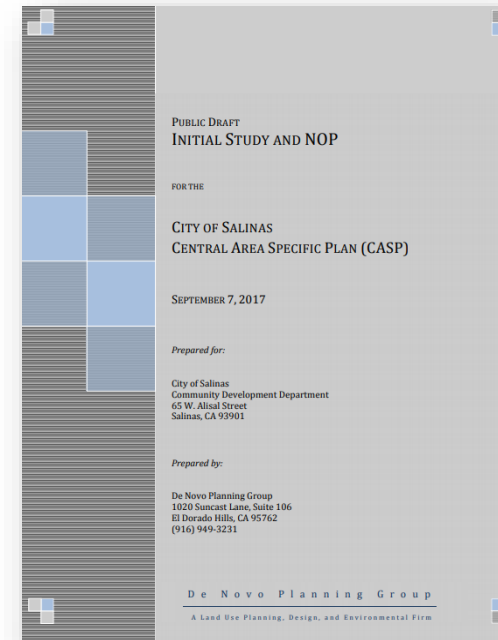 PUBLIC DRAFT
INITIAL STUDY AND NOP
FOR THE
CITY OF SALINAS
CENTRAL AREA SPECIFIC PLAN (CASP)
SEPTEMBER 7, 2017
Prepared for:
City of Salinas
Community Development Department
65 W. Alisal Street
Salinas, CA 93901
Prepared by:
De Novo Planning Group
1020 Suncast Lane, Suite 106
El Dorado Hills, CA 95762
(916) 949-3231
De Novo Planning Group
A Land Use Planning, Design, and Environmental Firm